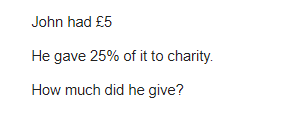 John had £5
He gave 25% of it to charity.
How much did he give?